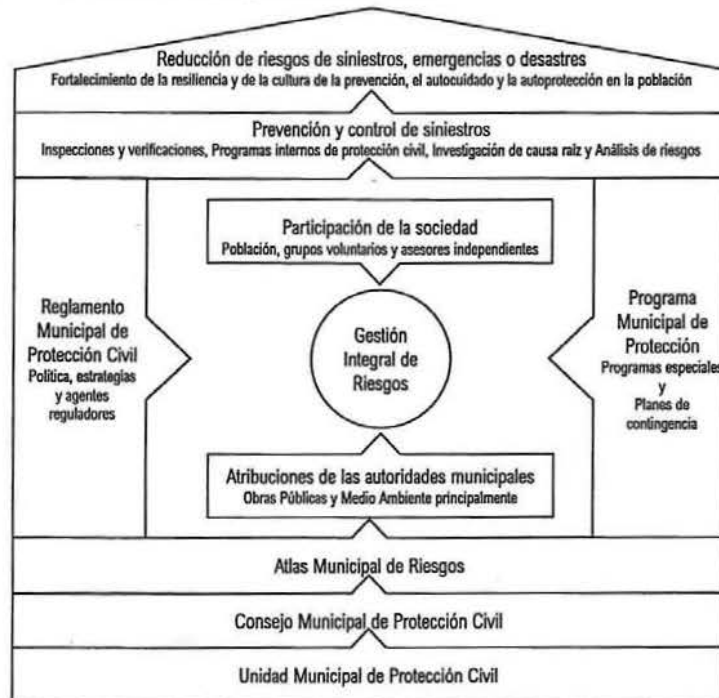 Reducción de riesgos de siniestros, emergencias o desastres
Fortalecimiento de la resiliencia y de la cultura de la prevención, el autocuidado y la autoprotección en la población
Prevención y control de siniestros
Inspecciones y verificaciones, Programas internos de protección civil, Investigación de causa raíz y Análisis de riesgos
Participación de la sociedad
Población, grupos voluntarios y asesores independientes
Reglamento
Municipal de
Protección Civil
Política, estrategias
y agentes
reguladores
Gestión
Integral de
Riesgos
Programa
Municipal de
Protección
Programas especiales
y
Planes de
contingencia
Atribuciones de las autoridades municipales
Obras Públicas y Medio Ambiente principalmente
Atlas Municipal de Riesgos
Consejo Municipal de Protección Civil
Unidad Municipal de Protección Civil